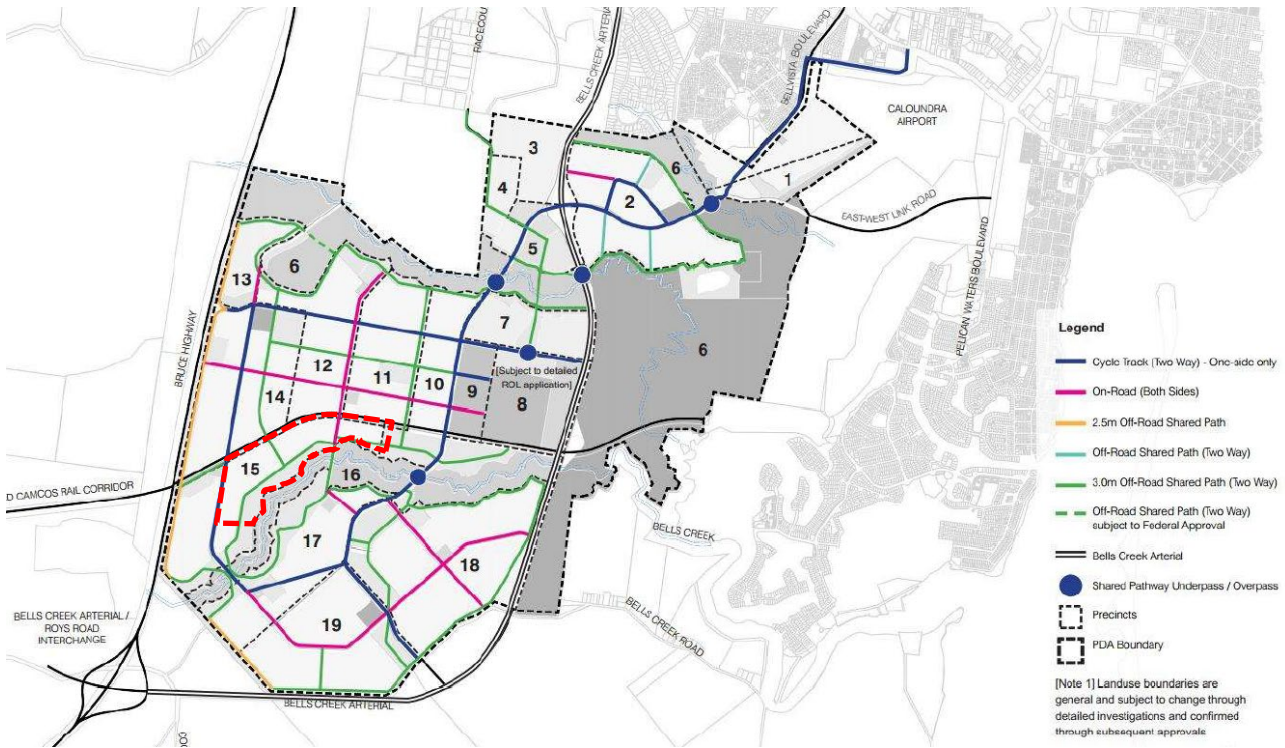 RACECOU
BELLS CREEK ARTERIA
BELLVISTA BOULEVARD
CALOUNDRA
AIRPORT
3
6
1
4
2
EAST-WEST LINK ROAD
5
13
6
7
6
PELICAN WATERS BOULEVARD
BRUCE HIGHWAY
[Subject to detailed
ROL application]
12
11
10
9
8
14
15
16
D CAMCOS RAIL CORRIDOR
BELLS CREEK
17
18
19
BELLS CREEK ROAD
BELLS CREEK ARTERIAL /
ROYS ROAD
INTERCHANGE
BELLS CREEK ARTERIAL
Legend
Cycle Track (Two Way) - One-side only
On-Road (Both Sides)
2.5m Off-Road Shared Path
Off-Road Shared Path (Two Way)
3.0m Off-Road Shared Path (Two Way)
Off-Road Shared Path (Two Way)
subject to Federal Approval
Bells Creek Arterial
Shared Pathway Underpass / Overpass
Precincts
PDA Boundary
[Note 1] Landuse boundaries are
general and subject to change through
detailed investigations and confirmed
through subsequent approvals